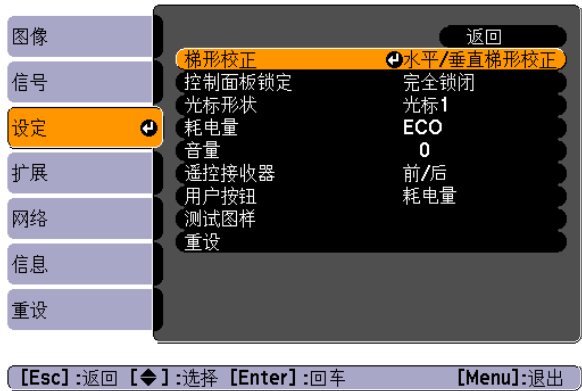 图像
信号
设定
扩展
网络
信息
重设
返回
梯形校正 水平/垂直梯形校正
控制面板锁定 完全锁闭
光标形状 光标1
耗电量 ECO
音量 0
遥控接收器 前/后
用户按钮 耗电量
测试图样
重设
[Esc]:返回 [◆]:选择 [Enter]:回车 [Menu]:退出